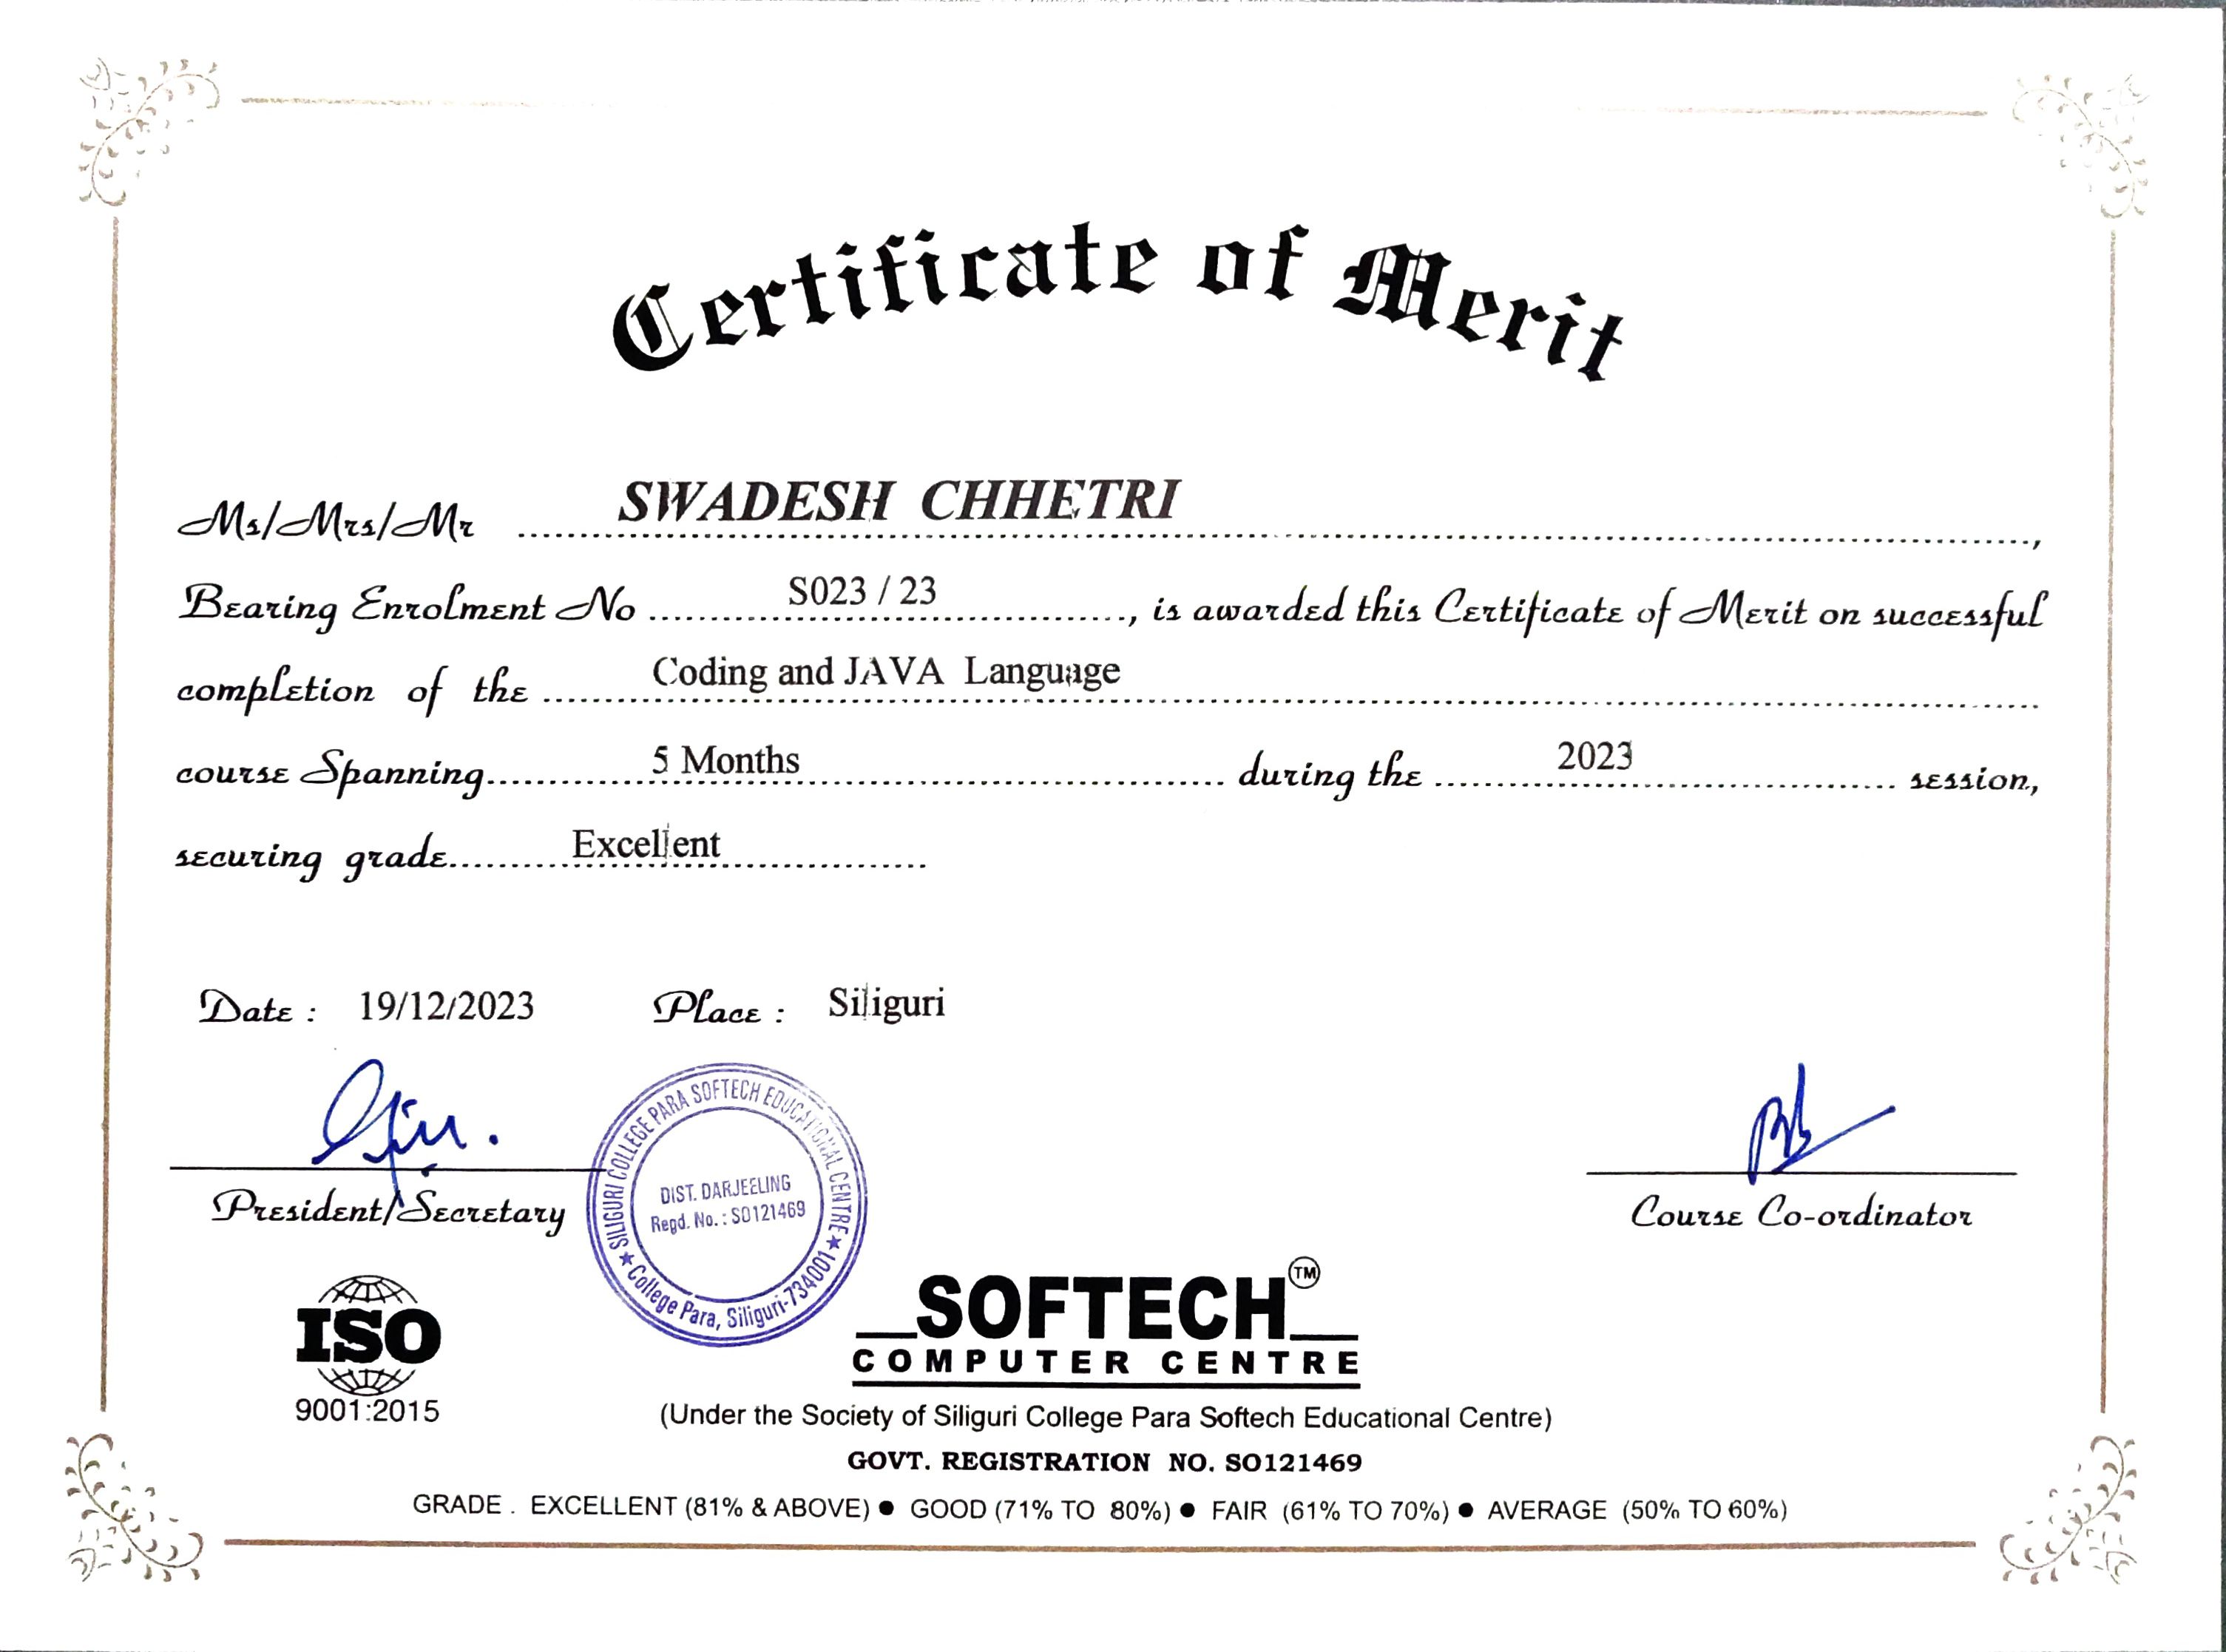 Certificate of Merit
Ms/Mrs/Mr SWADESH CHHETRI,
Bearing Enrolment No S023 / 23, is awarded this Certificate of Merit on successful
completion of the Coding and JAVA Language
course Spanning 5 Months during the 2023 session,
securing grade Excellent
Date : 19/12/2023 Place : Siliguri
President/Secretary
Course Co-ordinator
SILIGURI COLLEGE PARA SOFTECH EDUCATIONAL CENTRE
DIST. DARJEELING
Regd. No. : S0121469
★ College Para, Siliguri-734001 ★
ISO
9001:2015
SOFTECH TM
COMPUTER CENTRE
(Under the Society of Siliguri College Para Softech Educational Centre)
GOVT. REGISTRATION NO. SO121469
GRADE . EXCELLENT (81% & ABOVE) ● GOOD (71% TO 80%) ● FAIR (61% TO 70%) ● AVERAGE (50% TO 60%)